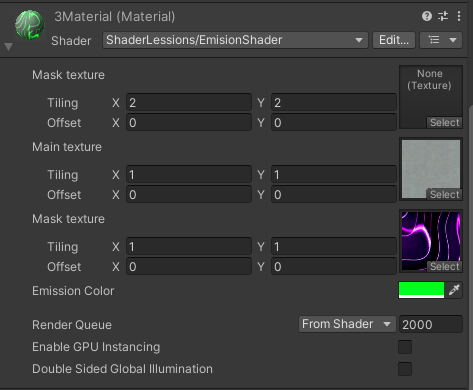 3Material (Material)
Shader ShaderLessions/EmisionShader Edit...
Mask texture
None
(Texture)
Tiling X 2 Y 2
Offset X 0 Y 0
Select
Main texture
Tiling X 1 Y 1
Offset X 0 Y 0
Select
Mask texture
Tiling X 1 Y 1
Offset X 0 Y 0
Select
Emission Color
Render Queue From Shader 2000
Enable GPU Instancing
Double Sided Global Illumination